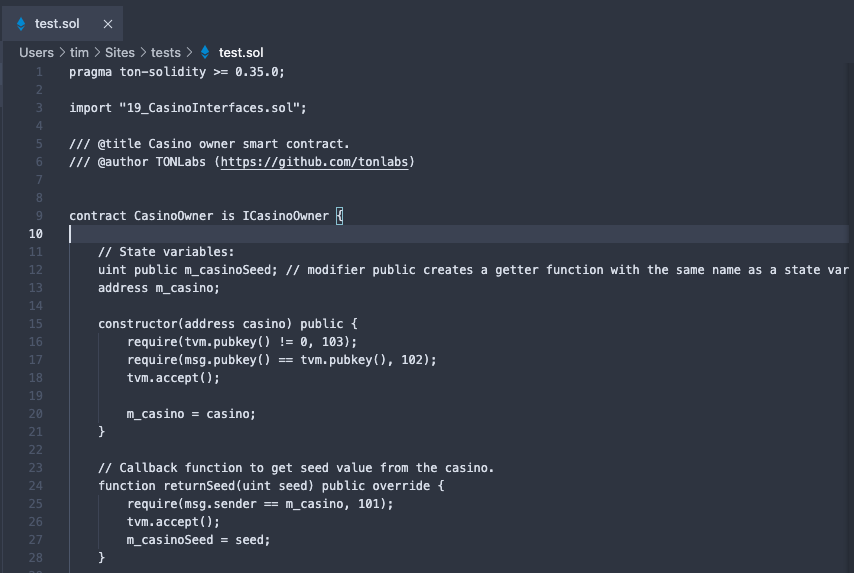 test.sol ×
Users > tim > Sites > tests > test.sol
1 pragma ton-solidity >= 0.35.0;
2
3 import "19_CasinoInterfaces.sol";
4
5 /// @title Casino owner smart contract.
6 /// @author TONLabs (https://github.com/tonlabs)
7
8
9 contract CasinoOwner is ICasinoOwner {
10
11 // State variables:
12 uint public m_casinoSeed; // modifier public creates a getter function with the same name as a state var
13 address m_casino;
14
15 constructor(address casino) public {
16 require(tvm.pubkey() != 0, 103);
17 require(msg.pubkey() == tvm.pubkey(), 102);
18 tvm.accept();
19
20 m_casino = casino;
21 }
22
23 // Callback function to get seed value from the casino.
24 function returnSeed(uint seed) public override {
25 require(msg.sender == m_casino, 101);
26 tvm.accept();
27 m_casinoSeed = seed;
28 }